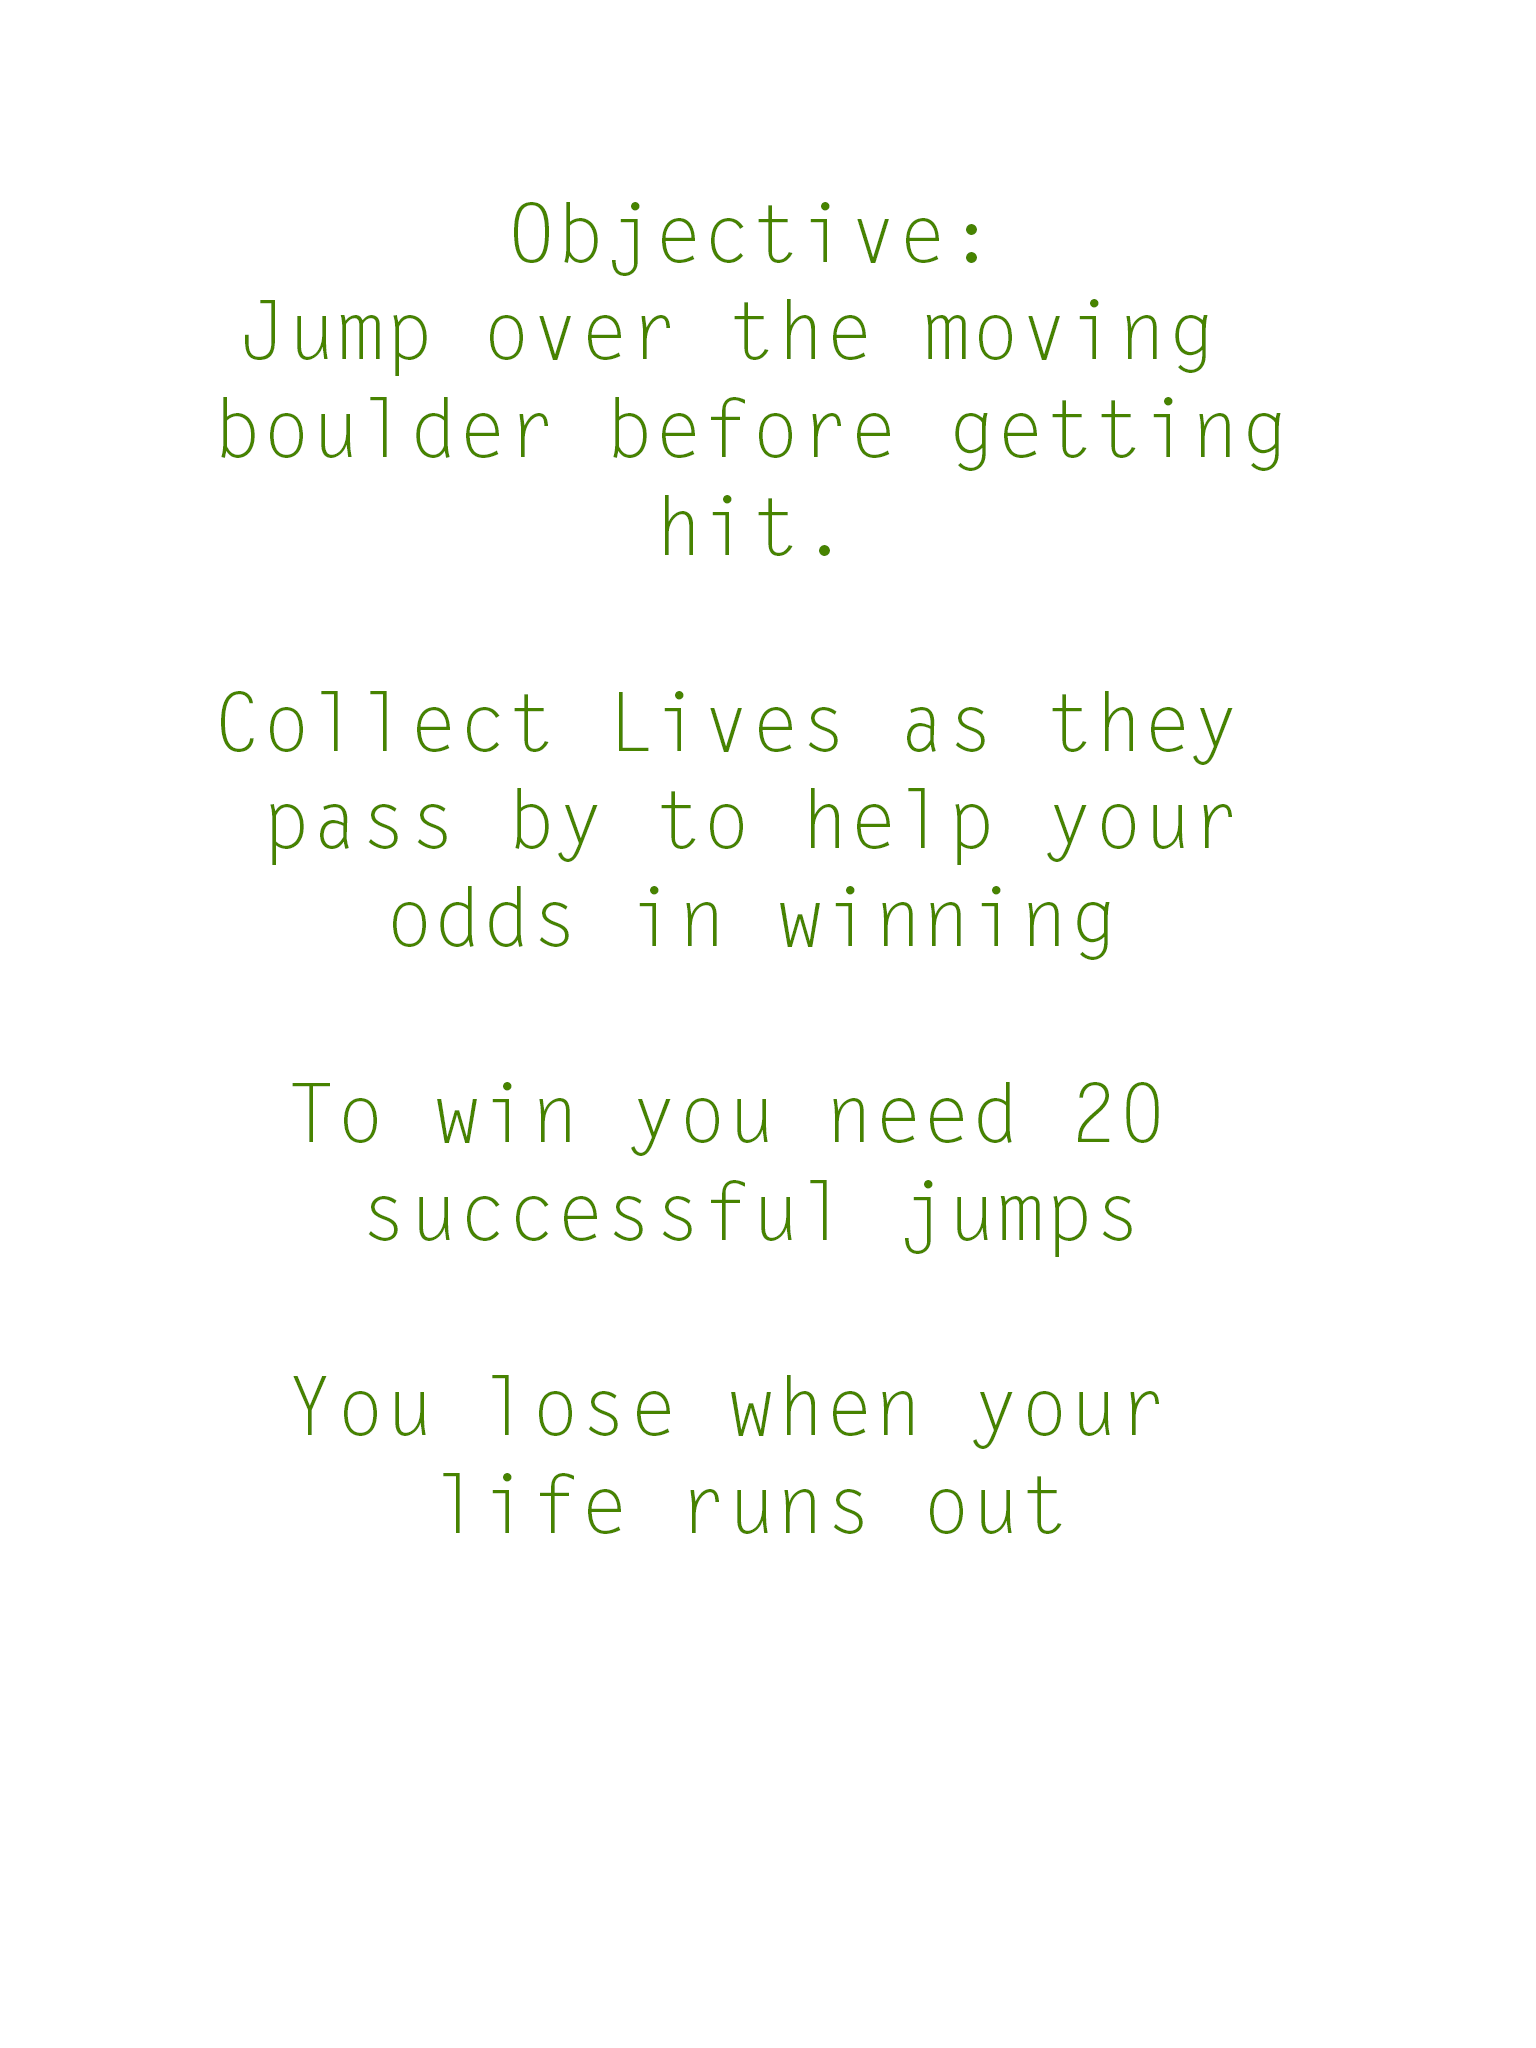 Objective:
Jump over the moving
boulder before getting
hit.
Collect Lives as they
pass by to help your
odds in winning
To win you need 20
successful jumps
You lose when your
life runs out